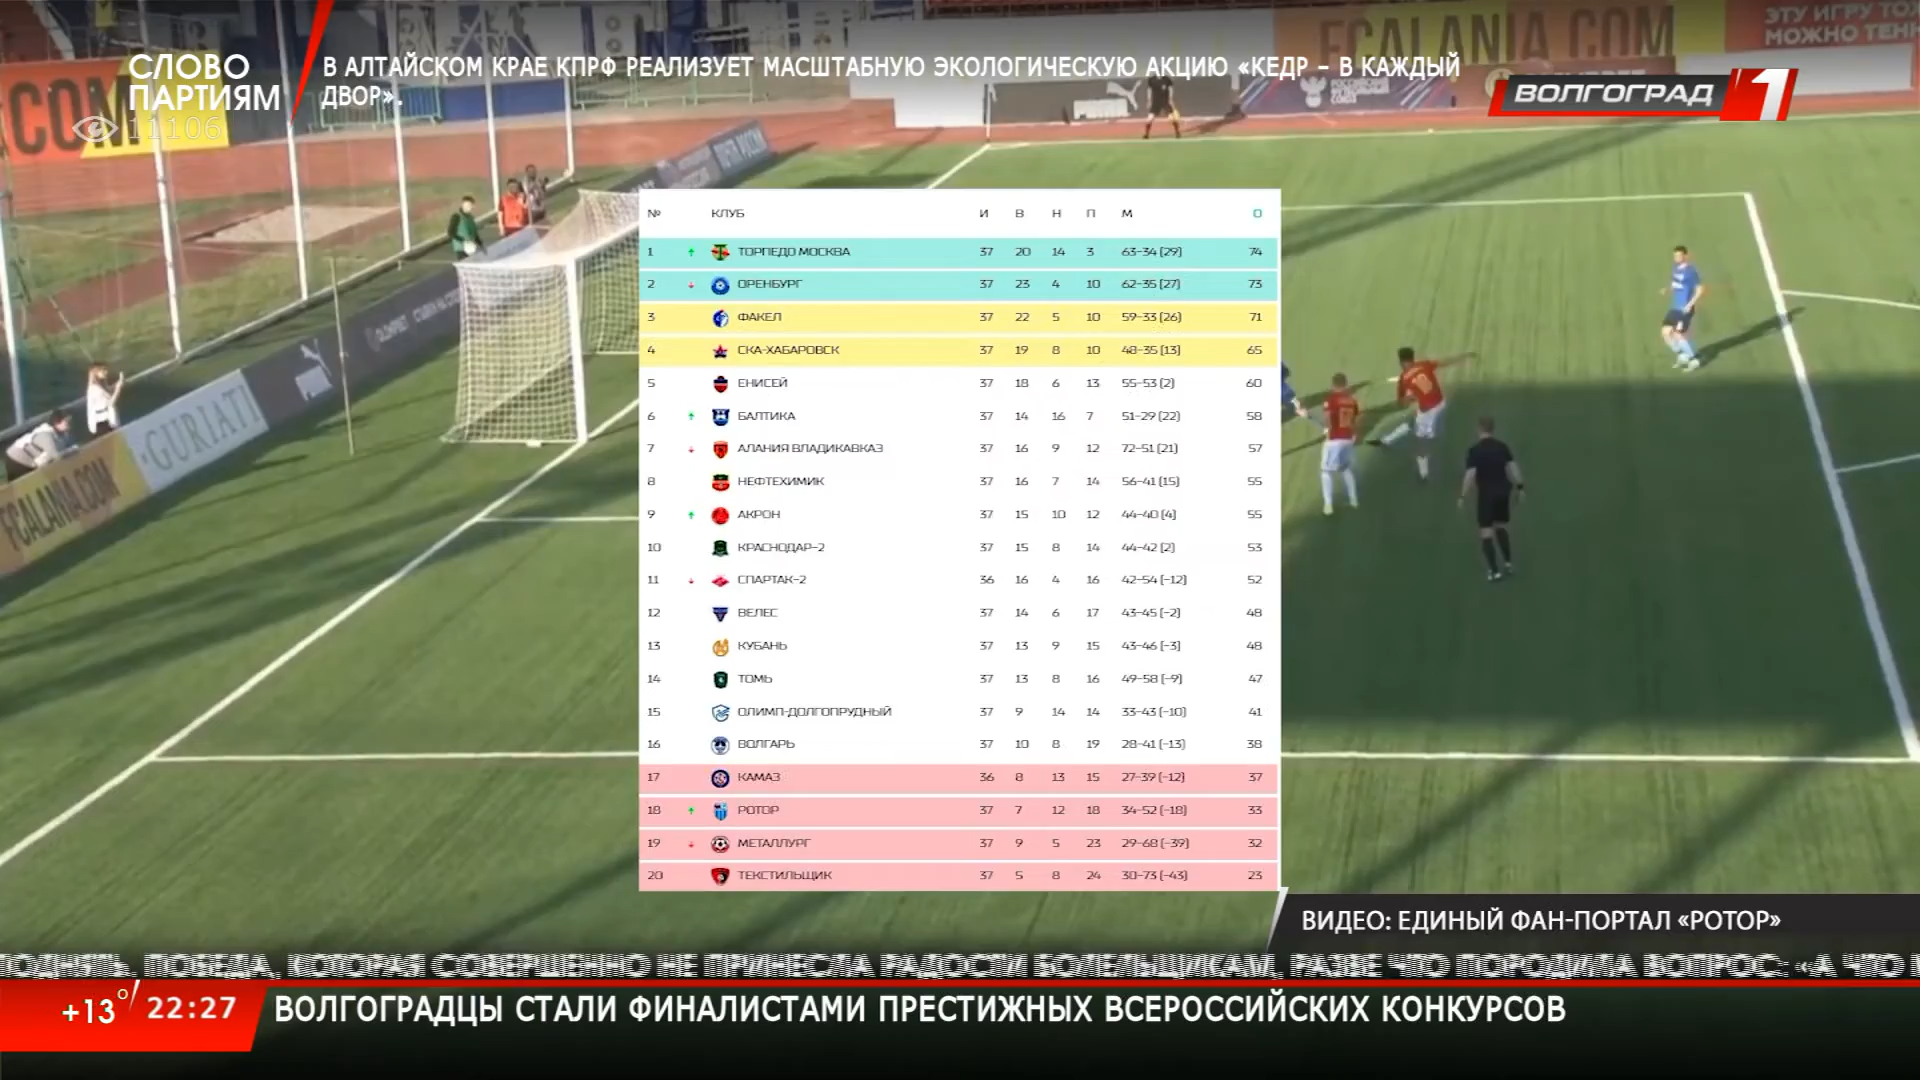 СЛОВО
ПАРТИЯМ
11106
В АЛТАЙСКОМ КРАЕ КПРФ РЕАЛИЗУЕТ МАСШТАБНУЮ ЭКОЛОГИЧЕСКУЮ АКЦИЮ «КЕДР – В КАЖДЫЙ
ДВОР».
FCALANIA.COM
ЭТУ ИГРУ
МОЖНО
ВОЛГОГРАД 1
.COM
PUMA
GURIATI
FCALANIA.COM
№ КЛУБ И В Н П М О
1 ТОРПЕДО МОСКВА 37 20 14 3 63-34 (29) 74
2 ОРЕНБУРГ 37 23 4 10 62-35 (27) 73
3 ФАКЕЛ 37 22 5 10 59-33 (26) 71
4 СКА-ХАБАРОВСК 37 19 8 10 48-35 (13) 65
5 ЕНИСЕЙ 37 18 6 13 55-53 (2) 60
6 БАЛТИКА 37 14 16 7 51-29 (22) 58
7 АЛАНИЯ ВЛАДИКАВКАЗ 37 16 9 12 72-51 (21) 57
8 НЕФТЕХИМИК 37 16 7 14 56-41 (15) 55
9 АКРОН 37 15 10 12 44-40 (4) 55
10 КРАСНОДАР-2 37 15 8 14 44-42 (2) 53
11 СПАРТАК-2 36 16 4 16 42-54 (-12) 52
12 ВЕЛЕС 37 14 6 17 43-45 (-2) 48
13 КУБАНЬ 37 13 9 15 43-46 (-3) 48
14 ТОМЬ 37 13 8 16 49-58 (-9) 47
15 ОЛИМП-ДОЛГОПРУДНЫЙ 37 9 14 14 33-43 (-10) 41
16 ВОЛГАРЬ 37 10 8 19 28-41 (-13) 38
17 КАМАЗ 36 8 13 15 27-39 (-12) 37
18 РОТОР 37 7 12 18 34-52 (-18) 33
19 МЕТАЛЛУРГ 37 9 5 23 29-68 (-39) 32
20 ТЕКСТИЛЬЩИК 37 5 8 24 30-73 (-43) 23
ВИДЕО: ЕДИНЫЙ ФАН-ПОРТАЛ «РОТОР»
ПОБЕДА, КОТОРАЯ СОВЕРШЕННО НЕ ПРИНЕСЛА РАДОСТИ БОЛЕЛЬЩИКАМ, РАЗВЕ ЧТО ПОРОДИЛА ВОПРОС: «А ЧТО
+13° 22:27 ВОЛГОГРАДЦЫ СТАЛИ ФИНАЛИСТАМИ ПРЕСТИЖНЫХ ВСЕРОССИЙСКИХ КОНКУРСОВ